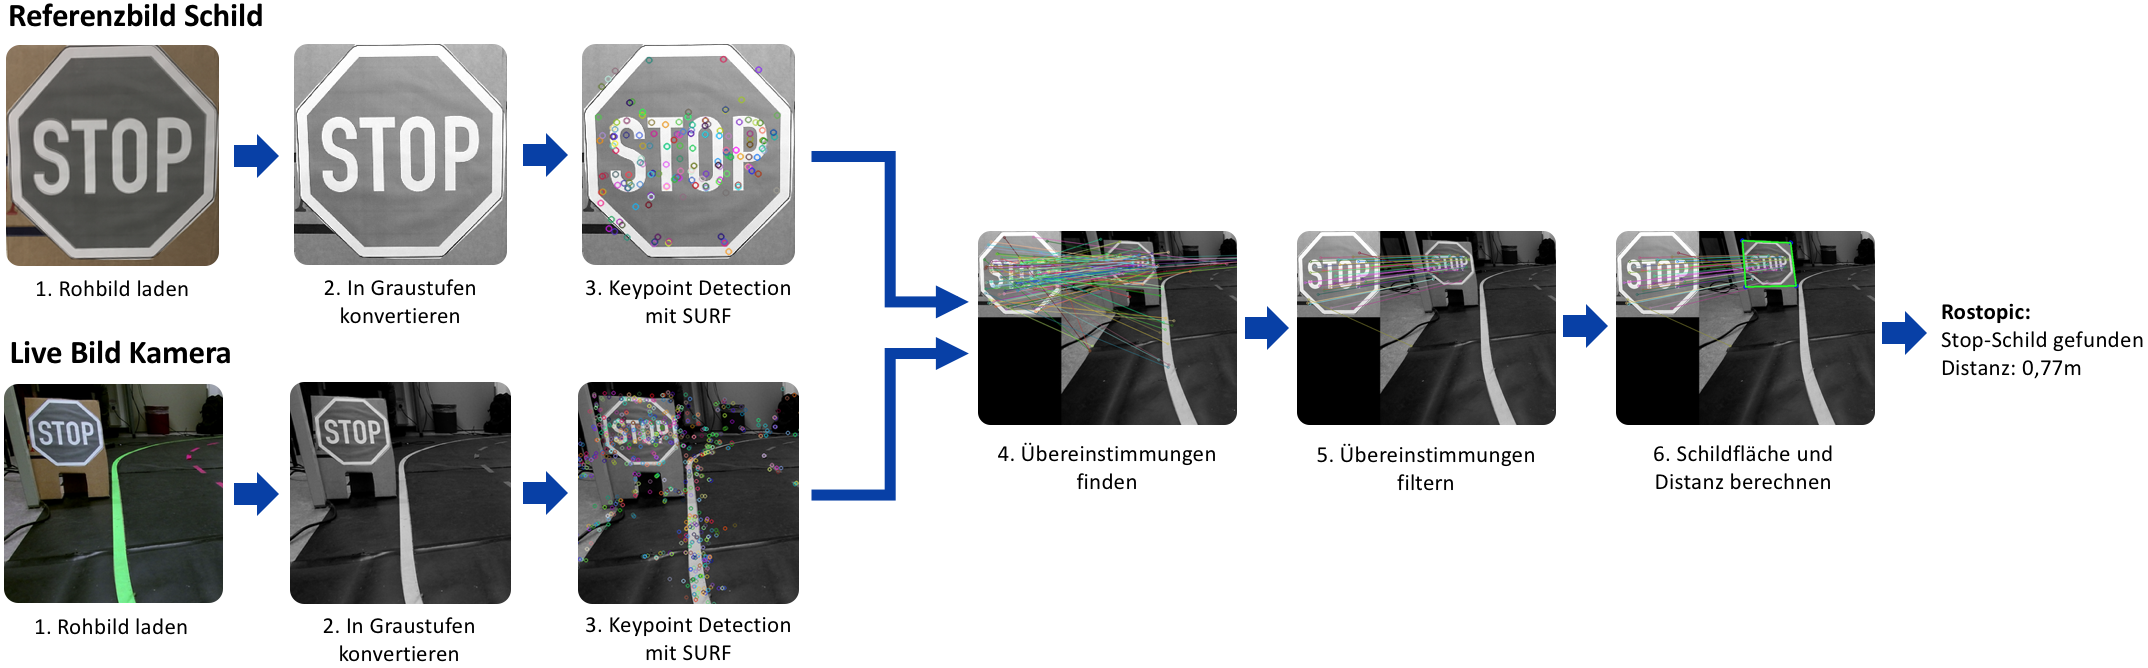 Referenzbild Schild
STOP
STOP
STOP
1. Rohbild laden
2. In Graustufen
konvertieren
3. Keypoint Detection
mit SURF
Live Bild Kamera
STOP
STOP
STOP
1. Rohbild laden
2. In Graustufen
konvertieren
3. Keypoint Detection
mit SURF
STOP
STOP
STOP
STOP
STOP
4. Übereinstimmungen
finden
5. Übereinstimmungen
filtern
6. Schildfläche und
Distanz berechnen
Rostopic:
Stop-Schild gefunden
Distanz: 0,77m